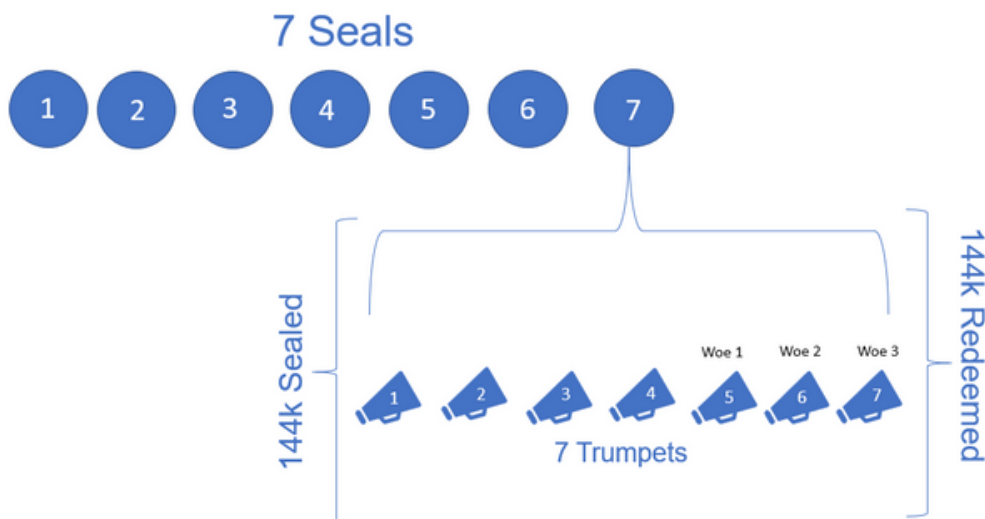 7 Seals
1 2 3 4 5 6 7
144k Sealed
Woe 1 Woe 2 Woe 3
1 2 3 4 5 6 7
7 Trumpets
144k Redeemed